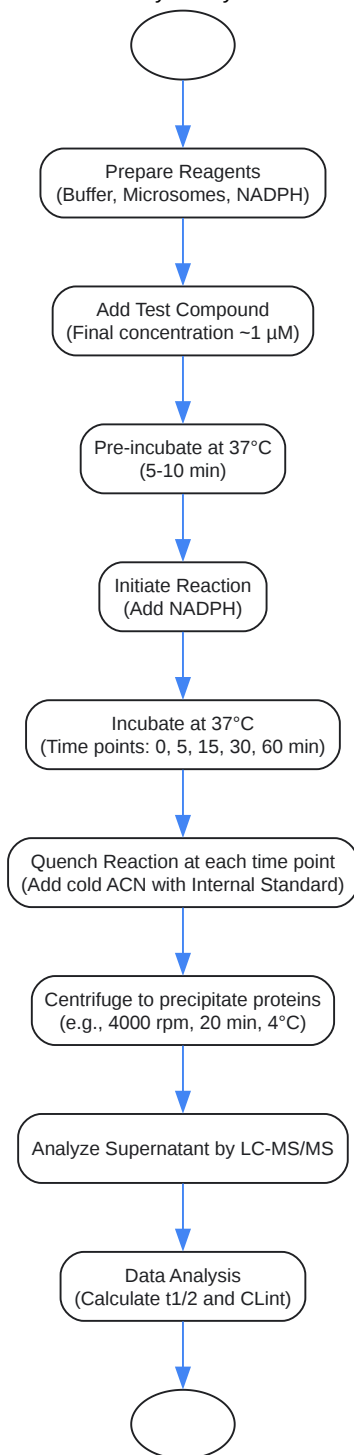 Prepare Reagents
(Buffer, Microsomes, NADPH)
Add Test Compound
(Final concentration ~1 µM)
Pre-incubate at 37°C
(5-10 min)
Initiate Reaction
(Add NADPH)
Incubate at 37°C
(Time points: 0, 5, 15, 30, 60 min)
Quench Reaction at each time point
(Add cold ACN with Internal Standard)
Centrifuge to precipitate proteins
(e.g., 4000 rpm, 20 min, 4°C)
Analyze Supernatant by LC-MS/MS
Data Analysis
(Calculate t1/2 and CLint)